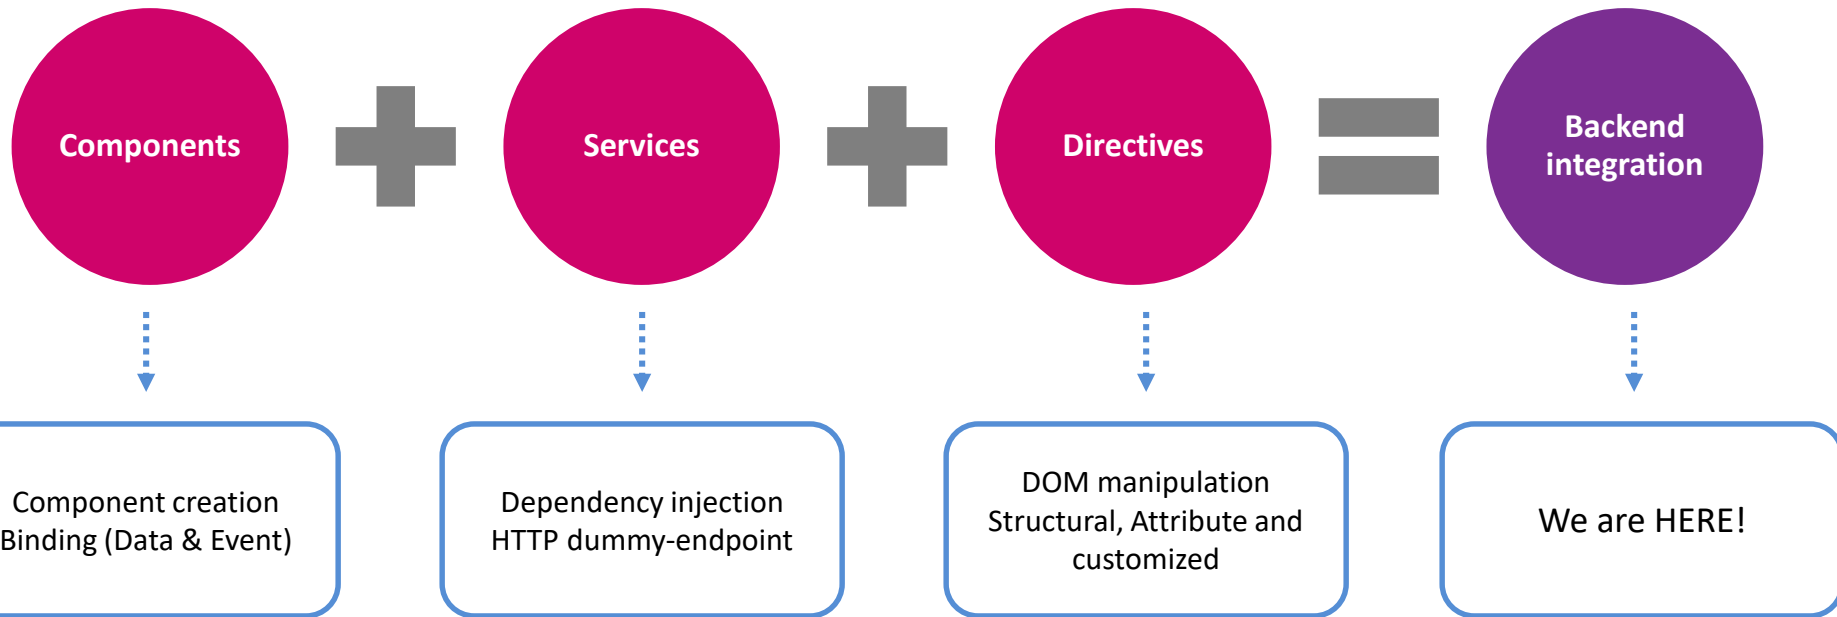 Components
Services
Directives
Backend
integration
Component creation
Binding (Data & Event)
Dependency injection
HTTP dummy-endpoint
DOM manipulation
Structural, Attribute and
customized
We are HERE!